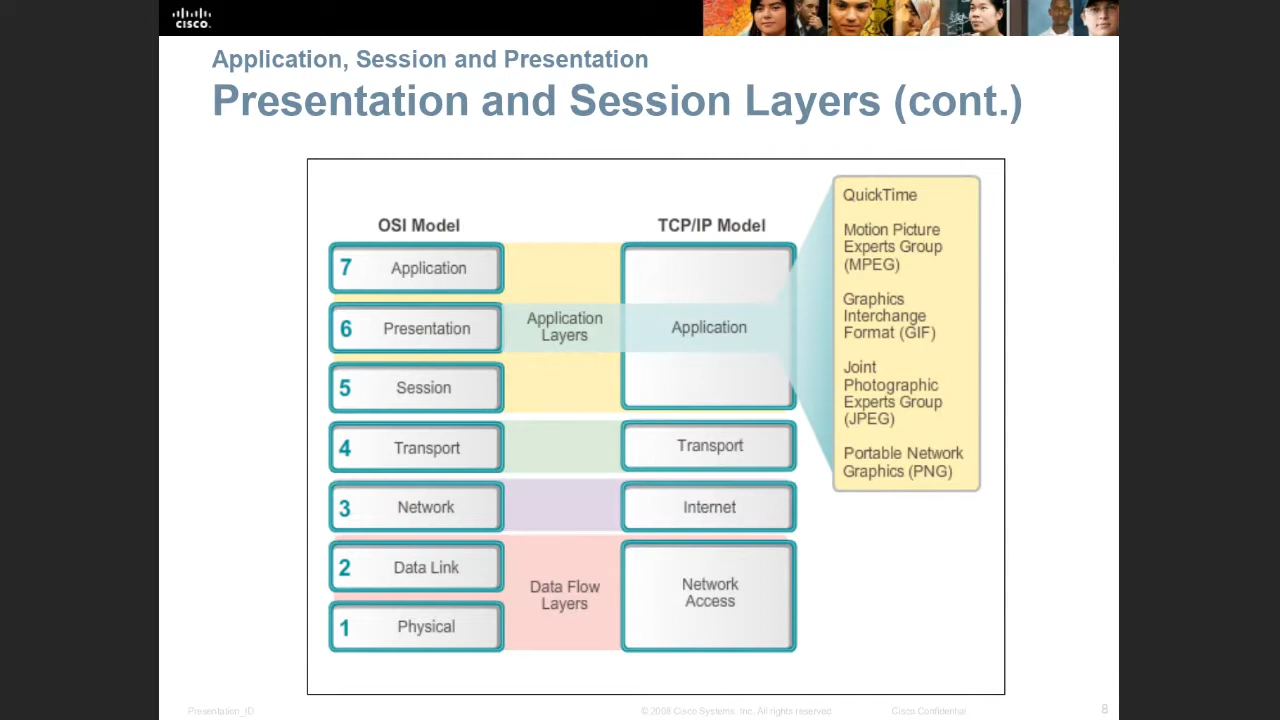 CISCO.
Application, Session and Presentation
Presentation and Session Layers (cont.)
OSI Model
TCP/IP Model
7 Application
6 Presentation
5 Session
4 Transport
3 Network
2 Data Link
1 Physical
Application
Layers
Data Flow
Layers
Application
Transport
Internet
Network
Access
QuickTime
Motion Picture
Experts Group
(MPEG)
Graphics
Interchange
Format (GIF)
Joint
Photographic
Experts Group
(JPEG)
Portable Network
Graphics (PNG)
Presentation_ID
© 2008 Cisco Systems, Inc. All rights reserved.
Cisco Confidential
8